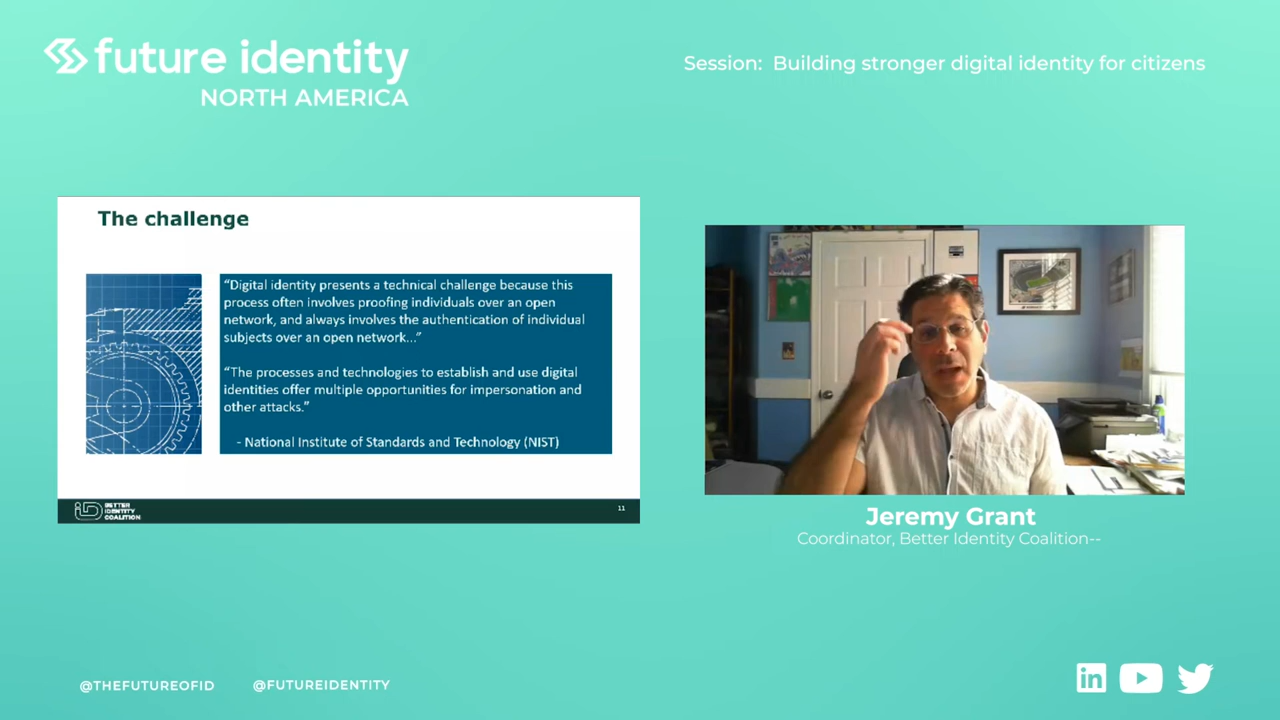 future identity
NORTH AMERICA
Session: Building stronger digital identity for citizens
The challenge
“Digital identity presents a technical challenge because this
process often involves proofing individuals over an open
network, and always involves the authentication of individual
subjects over an open network…”
“The processes and technologies to establish and use digital
identities offer multiple opportunities for impersonation and
other attacks.”
- National Institute of Standards and Technology (NIST)
iD
BETTER
IDENTITY
COALITION
11
Jeremy Grant
Coordinator, Better Identity Coalition--
@THEFUTUREOFID
@FUTUREIDENTITY
in